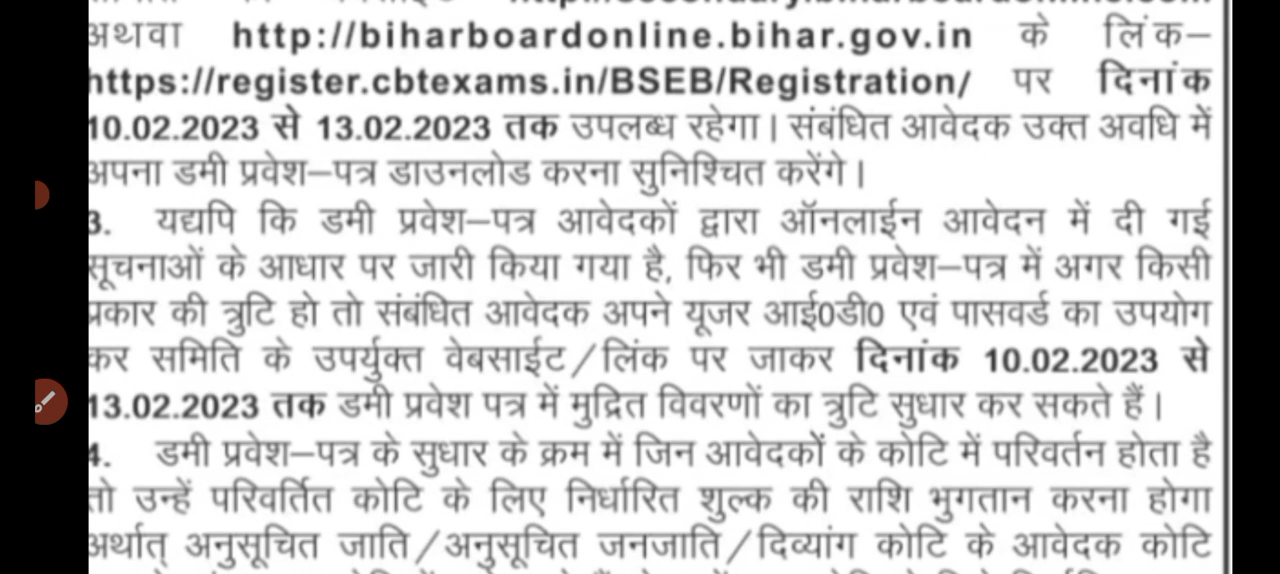 अथवा http://biharboardonline.bihar.gov.in के लिंक–
https://register.cbtexams.in/BSEB/Registration/ पर दिनांक
10.02.2023 से 13.02.2023 तक उपलब्ध रहेगा। संबंधित आवेदक उक्त अवधि में
अपना डमी प्रवेश–पत्र डाउनलोड करना सुनिश्चित करेंगे।
3. यद्यपि कि डमी प्रवेश–पत्र आवेदकों द्वारा ऑनलाईन आवेदन में दी गई
सूचनाओं के आधार पर जारी किया गया है, फिर भी डमी प्रवेश–पत्र में अगर किसी
प्रकार की त्रुटि हो तो संबंधित आवेदक अपने यूजर आई0डी0 एवं पासवर्ड का उपयोग
कर समिति के उपर्युक्त वेबसाईट/लिंक पर जाकर दिनांक 10.02.2023 से
13.02.2023 तक डमी प्रवेश पत्र में मुद्रित विवरणों का त्रुटि सुधार कर सकते हैं।
4. डमी प्रवेश–पत्र के सुधार के क्रम में जिन आवेदकों के कोटि में परिवर्तन होता है
तो उन्हें परिवर्तित कोटि के लिए निर्धारित शुल्क की राशि भुगतान करना होगा
अर्थात् अनुसूचित जाति/अनुसूचित जनजाति/दिव्यांग कोटि के आवेदक कोटि